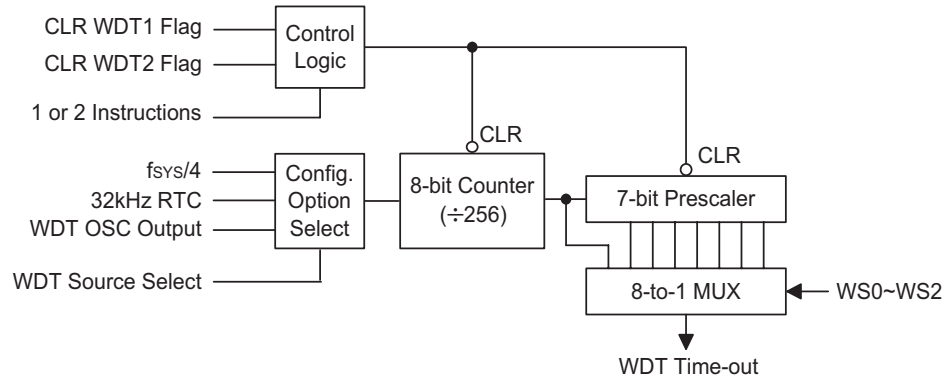 CLR WDT1 Flag
CLR WDT2 Flag
1 or 2 Instructions
Control
Logic
CLR
CLR
fSYS/4
32kHz RTC
WDT OSC Output
WDT Source Select
Config.
Option
Select
8-bit Counter
(÷256)
7-bit Prescaler
8-to-1 MUX
WS0~WS2
WDT Time-out